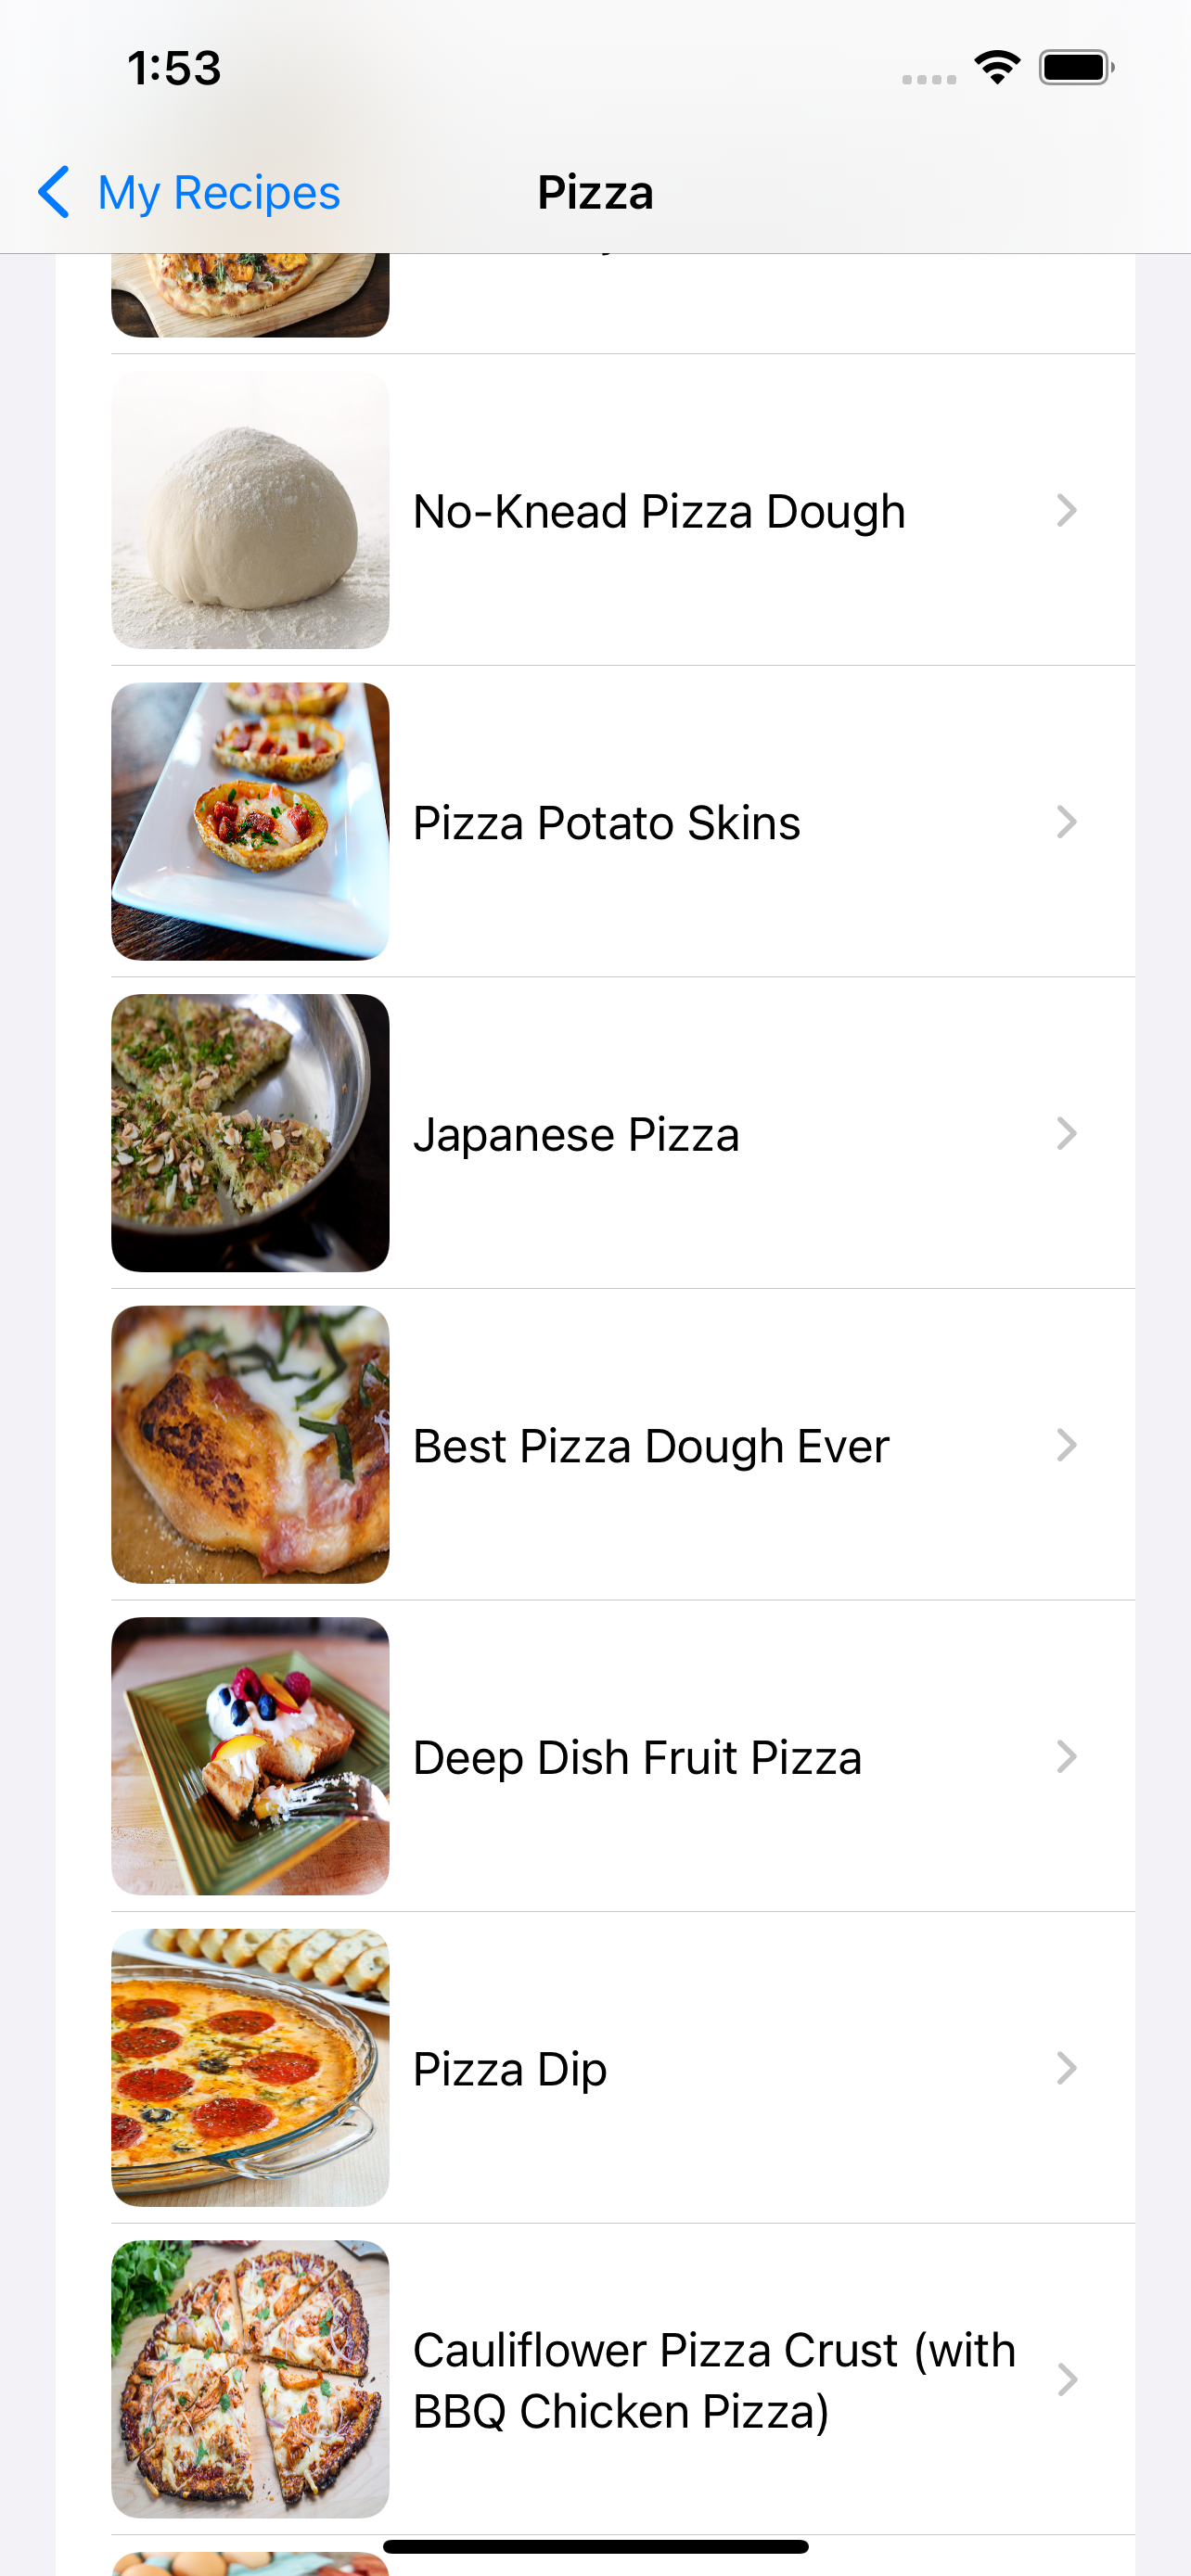 1:53
My Recipes
Pizza
No-Knead Pizza Dough
Pizza Potato Skins
Japanese Pizza
Best Pizza Dough Ever
Deep Dish Fruit Pizza
Pizza Dip
Cauliflower Pizza Crust (with
BBQ Chicken Pizza)